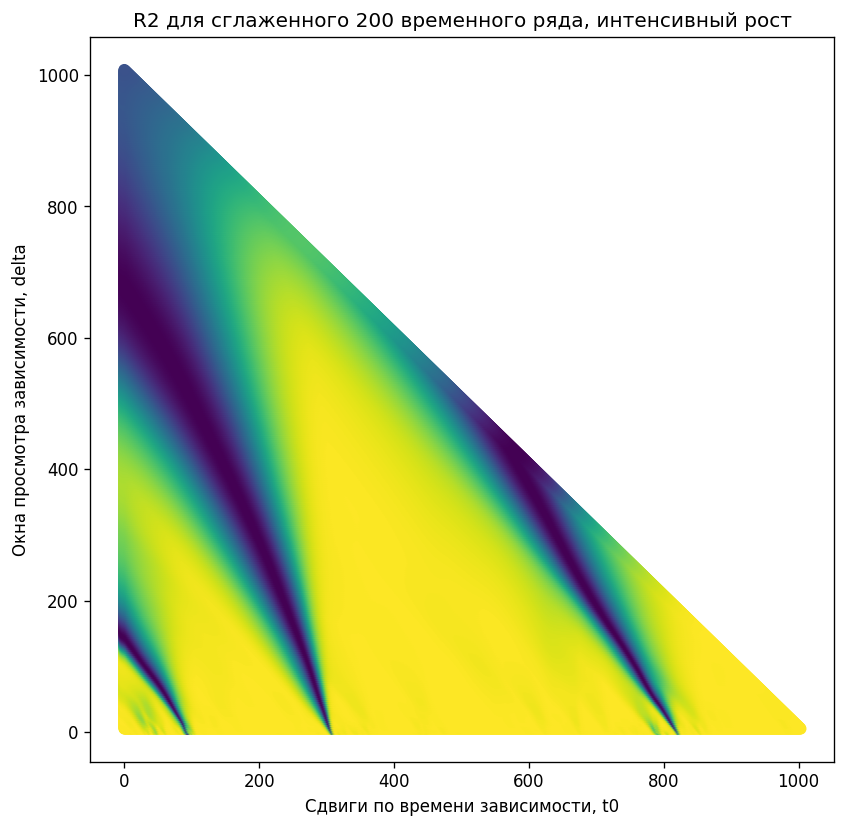 R2 для сглаженного 200 временного ряда, интенсивный рост
Окна просмотра зависимости, delta
1000
800
600
400
200
0
0 200 400 600 800 1000
Сдвиги по времени зависимости, t0